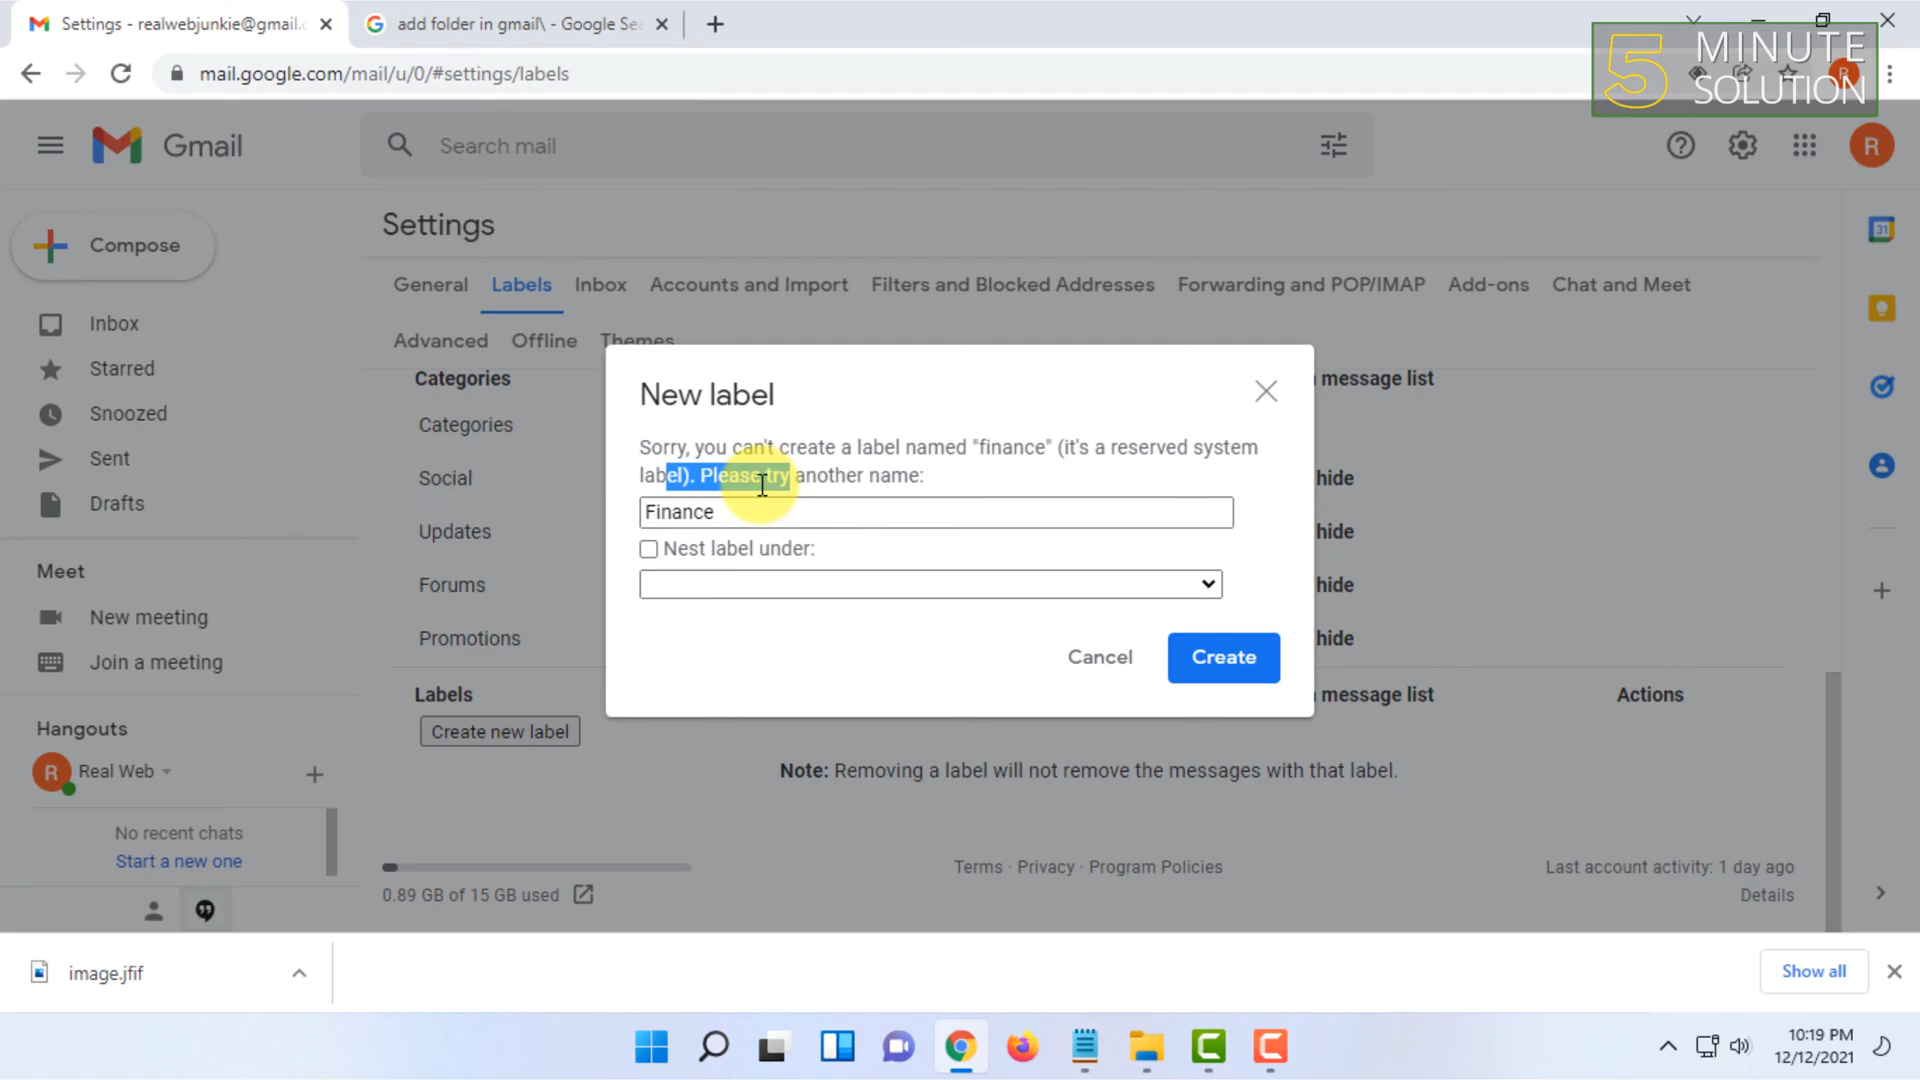 Settings - realwebjunkie@gmail.c
add folder in gmail\ - Google Sea
mail.google.com/mail/u/0/#settings/labels
5 MINUTE
SOLUTION
R
Gmail
Search mail
R
Compose
Settings
General
Labels
Inbox
Accounts and Import
Filters and Blocked Addresses
Forwarding and POP/IMAP
Add-ons
Chat and Meet
Advanced
Offline
Themes
Inbox
Starred
Snoozed
Sent
Drafts
Meet
New meeting
Join a meeting
Hangouts
R
Real Web
No recent chats
Start a new one
Categories
message list
Categories
Social
hide
Updates
hide
Forums
hide
Promotions
hide
Labels
message list
Actions
Create new label
Note: Removing a label will not remove the messages with that label.
New label
Sorry, you can't create a label named "finance" (it's a reserved system
label). Please try another name:
Finance
Nest label under:
Cancel
Create
31
0.89 GB of 15 GB used
Terms · Privacy · Program Policies
Last account activity: 1 day ago
Details
image.jfif
Show all
10:19 PM
12/12/2021